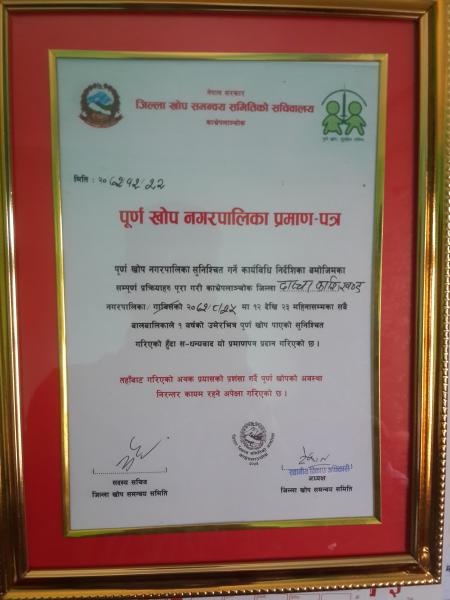 नेपाल सरकार
जिल्ला खोप समन्वय समितिको सचिवालय
काभ्रेपलाञ्चोक
मिति : २०७२/१२/२२
पूर्ण खोप नगरपालिका प्रमाण-पत्र
पूर्ण खोप नगरपालिका सुनिश्चित गर्ने कार्यविधि निर्देशिका बमोजिमका
सम्पूर्ण प्रक्रियाहरु पूरा गरी काभ्रेपलाञ्चोक जिल्ला
नगरपालिका/ गाविसको मा १२ देखि २३ महिनासम्मका सबै
बालबालिकाले १ वर्षको उमेरभित्र पूर्ण खोप पाएको सुनिश्चित
गरिएको हुँदा स-धन्यवाद यो प्रमाणपत्र प्रदान गरिएको छ।
तहाँबाट गरिएको अथक प्रयासको प्रशंसा गर्दै पूर्ण खोपको अवस्था
निरन्तर कायम रहने अपेक्षा गरिएको छ।
सदस्य सचिव
जिल्ला खोप समन्वय समिति
स्थानीय विकास अधिकारी
अध्यक्ष
जिल्ला खोप समन्वय समिति